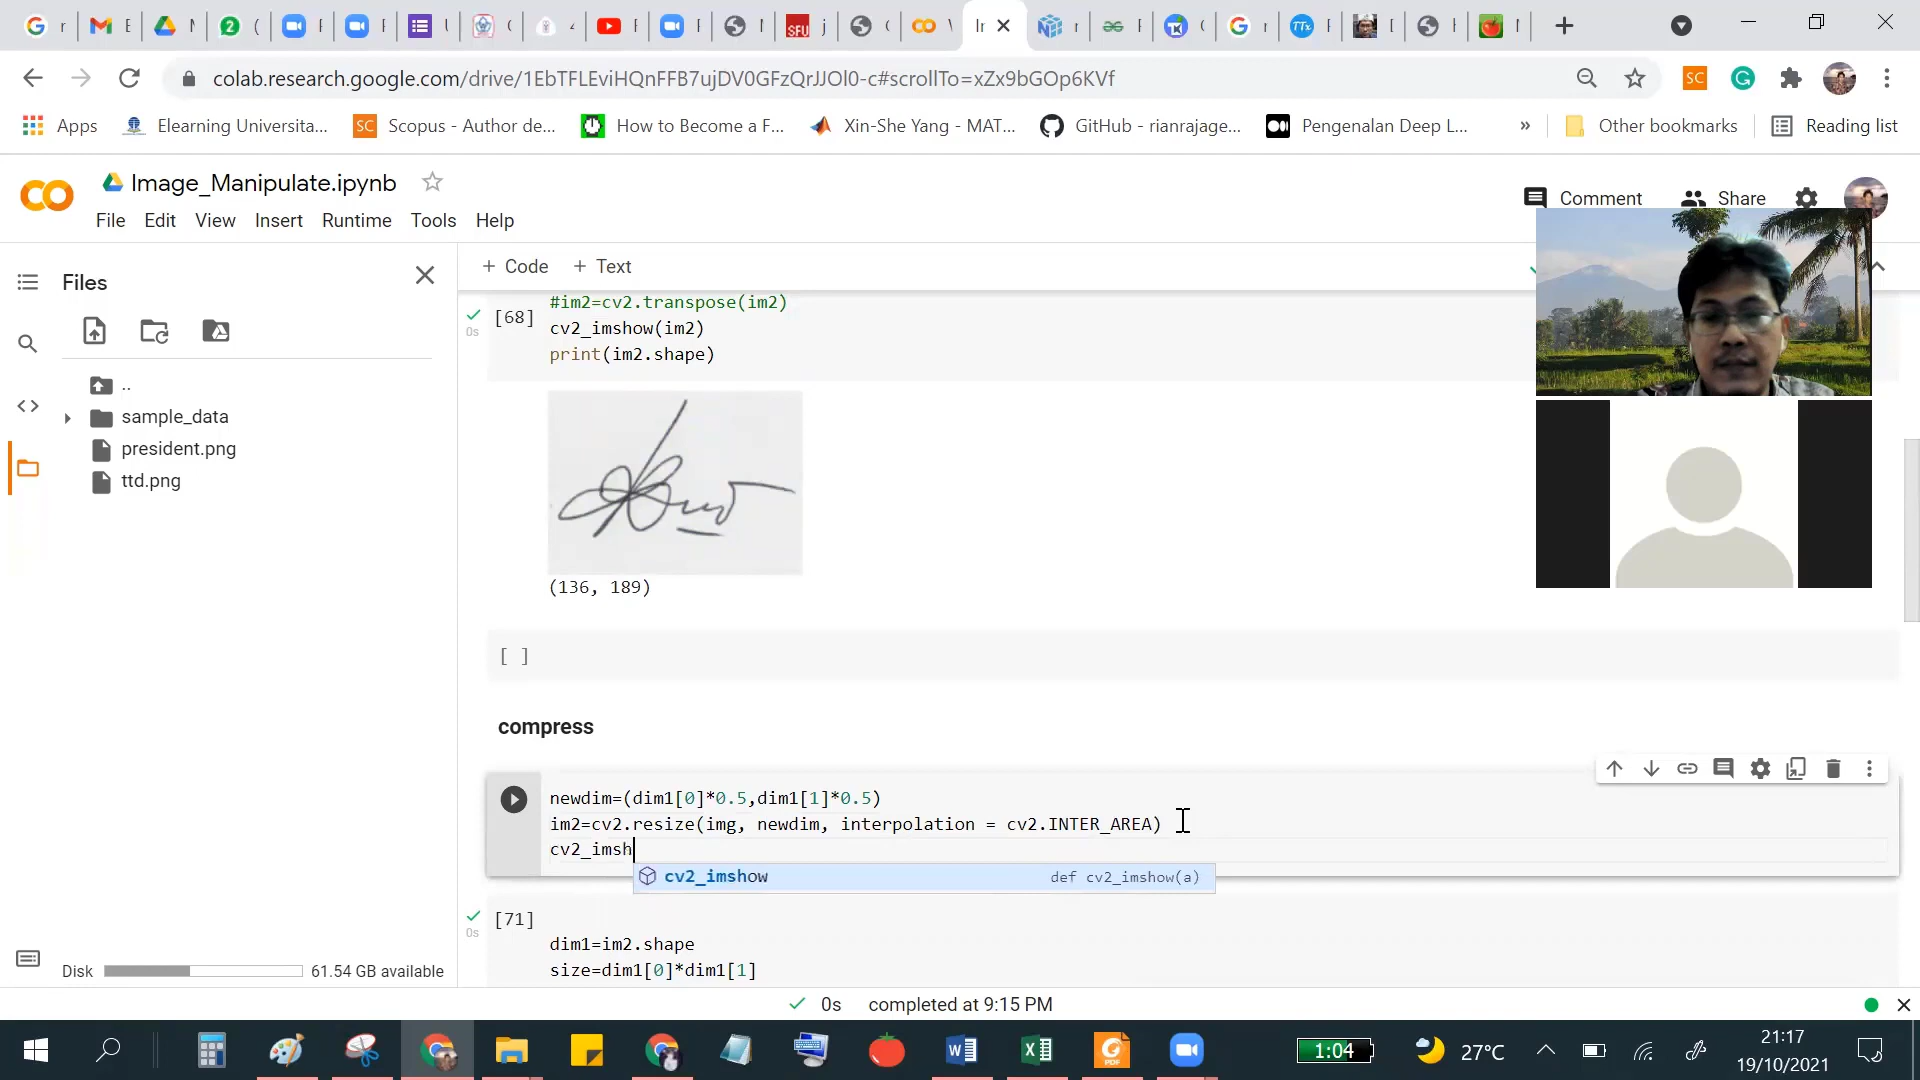 colab.research.google.com/drive/1EbTFLEviHQnFFB7ujDV0GFzQrJJOl0-c#scrollTo=xZx9bGOp6KVf
Apps Elearning Universita... Scopus - Author de... How to Become a F... Xin-She Yang - MAT... GitHub - rianrajage... Pengenalan Deep L... » Other bookmarks Reading list
Image_Manipulate.ipynb
Comment Share
File Edit View Insert Runtime Tools Help
Files
+ Code + Text
..
sample_data
president.png
ttd.png
#im2=cv2.transpose(im2)
[68] cv2_imshow(im2)
0s
print(im2.shape)
(136, 189)
[ ]
compress
newdim=(dim1[0]*0.5,dim1[1]*0.5)
im2=cv2.resize(img, newdim, interpolation = cv2.INTER_AREA)
cv2_imsh
cv2_imshow def cv2_imshow(a)
[71]
0s
dim1=im2.shape
size=dim1[0]*dim1[1]
Disk 61.54 GB available
0s completed at 9:15 PM
1:04 27°C 21:17
19/10/2021